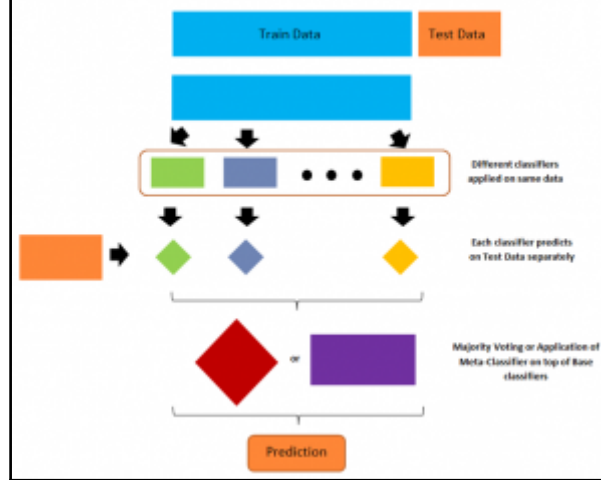 Train Data
Test Data
Different classifiers
applied on same data
Each classifier predicts
on Test Data separately
or
Majority Voting or Application of
Meta-Classifier on top of Base
classifiers
Prediction